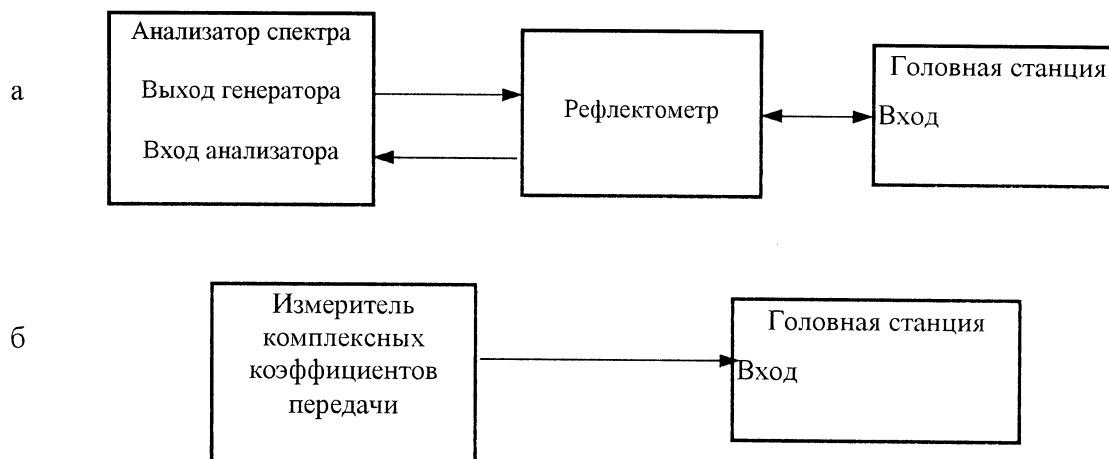 а
Анализатор спектра
Выход генератора
Вход анализатора
Рефлектометр
Головная станция
Вход
б
Измеритель
комплексных
коэффициентов
передачи
Головная станция
Вход